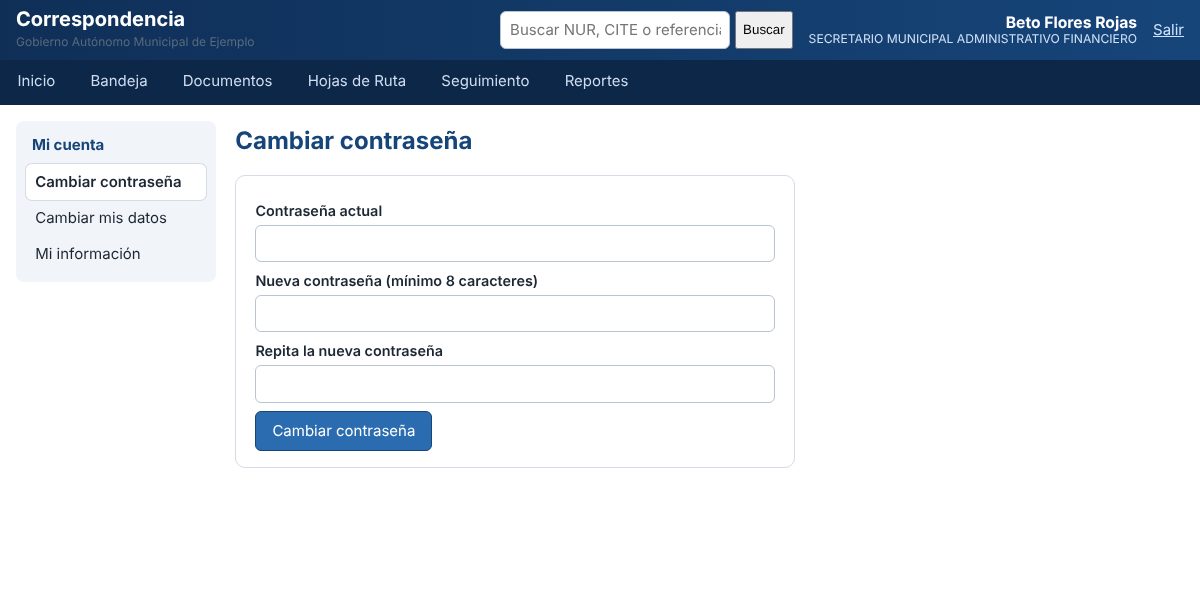 Correspondencia
Gobierno Autónomo Municipal de Ejemplo
Buscar NUR, CITE o referencia
Buscar
Beto Flores Rojas
SECRETARIO MUNICIPAL ADMINISTRATIVO FINANCIERO
Salir
Inicio Bandeja Documentos Hojas de Ruta Seguimiento Reportes
Mi cuenta
Cambiar contraseña
Cambiar mis datos
Mi información
Cambiar contraseña
Contraseña actual
Nueva contraseña (mínimo 8 caracteres)
Repita la nueva contraseña
Cambiar contraseña